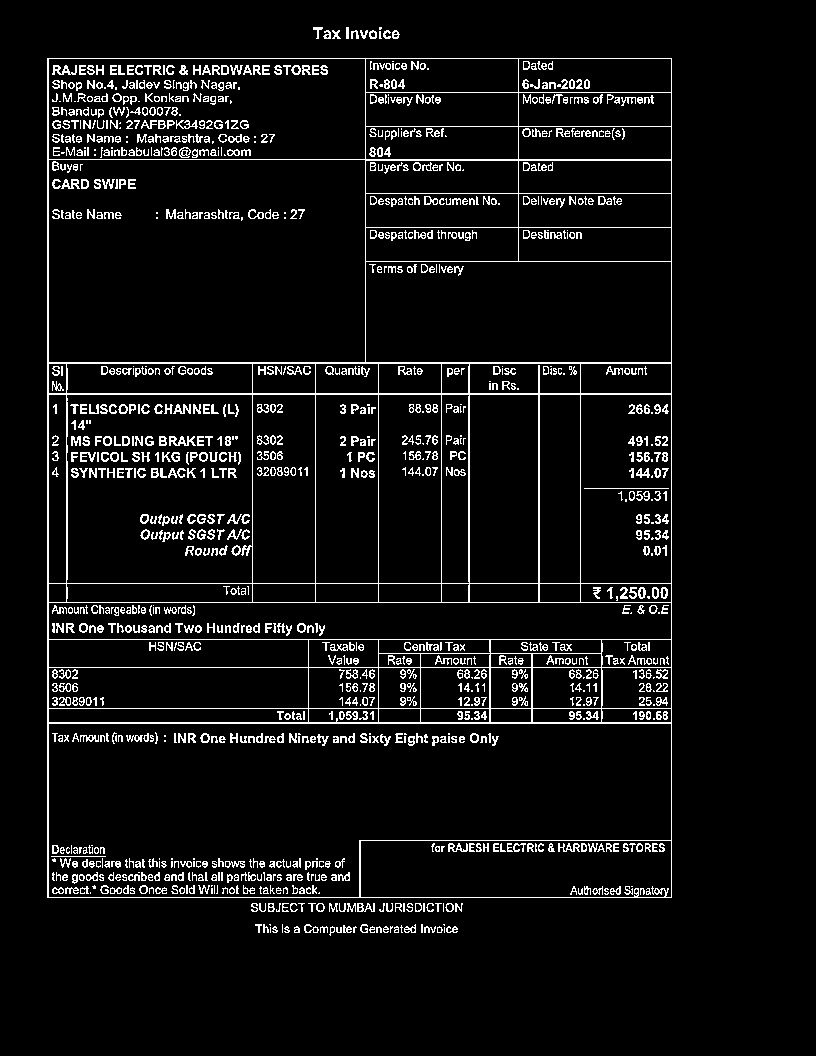 Tax Invoice
RAJESH ELECTRIC & HARDWARE STORES
Shop No.4, Jaidev Singh Nagar,
J.M.Road Opp. Konkan Nagar,
Bhandup (W)-400078.
GSTIN/UIN: 27AFBPK3492G1ZG
State Name : Maharashtra, Code : 27
E-Mail : jainbabulal36@gmail.com
Invoice No.
R-804
Dated
6-Jan-2020
Delivery Note
Mode/Terms of Payment
Supplier's Ref.
804
Other Reference(s)
Buyer
CARD SWIPE
State Name : Maharashtra, Code : 27
Buyer's Order No.
Dated
Despatch Document No.
Delivery Note Date
Despatched through
Destination
Terms of Delivery
Sl No. Description of Goods HSN/SAC Quantity Rate per Disc in Rs. Disc. % Amount
1 TELISCOPIC CHANNEL (L) 8302 3 Pair 88.98 Pair 266.94
14"
2 MS FOLDING BRAKET 18" 8302 2 Pair 245.76 Pair 491.52
3 FEVICOL SH 1KG (POUCH) 3506 1 PC 156.78 PC 156.78
4 SYNTHETIC BLACK 1 LTR 32089011 1 Nos 144.07 Nos 144.07
1,059.31
Output CGST A/C 95.34
Output SGST A/C 95.34
Round Off 0.01
Total ₹ 1,250.00
Amount Chargeable (in words) E. & O.E
INR One Thousand Two Hundred Fifty Only
HSN/SAC Taxable Value Central Tax State Tax Total Tax Amount
Rate Amount Rate Amount
8302 758.46 9% 68.26 9% 68.26 136.52
3506 156.78 9% 14.11 9% 14.11 28.22
32089011 144.07 9% 12.97 9% 12.97 25.94
Total 1,059.31 95.34 95.34 190.68
Tax Amount (in words) : INR One Hundred Ninety and Sixty Eight paise Only
Declaration
* We declare that this invoice shows the actual price of
the goods described and that all particulars are true and
correct.* Goods Once Sold Will not be taken back.
for RAJESH ELECTRIC & HARDWARE STORES
Authorised Signatory
SUBJECT TO MUMBAI JURISDICTION
This is a Computer Generated Invoice